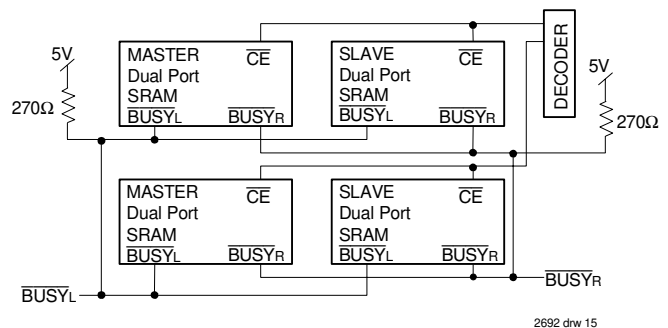 MASTER
Dual Port
SRAM
CE
BUSYL
BUSYR
SLAVE
Dual Port
SRAM
CE
BUSYL
BUSYR
DECODER
5V
270Ω
5V
270Ω
MASTER
Dual Port
SRAM
CE
BUSYL
BUSYR
SLAVE
Dual Port
SRAM
CE
BUSYL
BUSYR
BUSYL
BUSYR
2692 drw 15